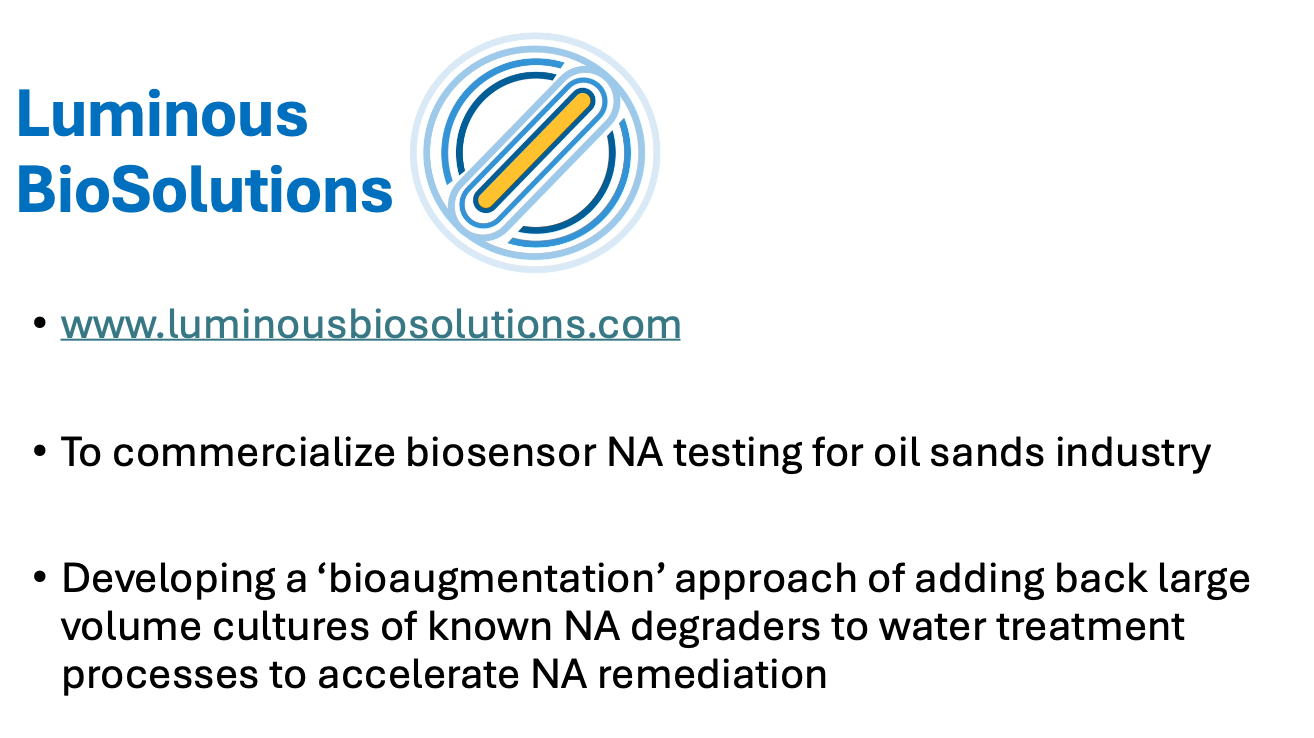 Luminous
BioSolutions
• www.luminousbiosolutions.com
• To commercialize biosensor NA testing for oil sands industry
• Developing a ‘bioaugmentation’ approach of adding back large
volume cultures of known NA degraders to water treatment
processes to accelerate NA remediation